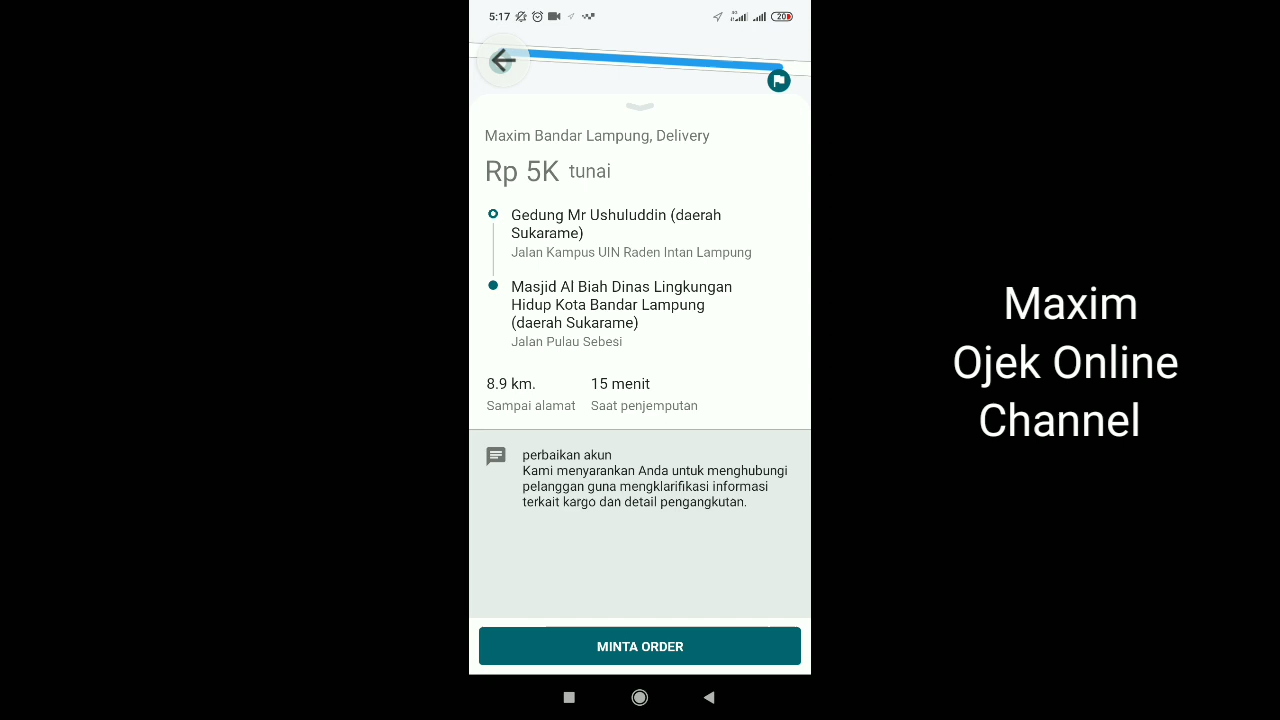 5:17
20
Maxim Bandar Lampung, Delivery
Rp 5K tunai
Gedung Mr Ushuluddin (daerah
Sukarame)
Jalan Kampus UIN Raden Intan Lampung
Masjid Al Biah Dinas Lingkungan
Hidup Kota Bandar Lampung
(daerah Sukarame)
Jalan Pulau Sebesi
8.9 km. 15 menit
Sampai alamat Saat penjemputan
perbaikan akun
Kami menyarankan Anda untuk menghubungi
pelanggan guna mengklarifikasi informasi
terkait kargo dan detail pengangkutan.
MINTA ORDER
Maxim
Ojek Online
Channel